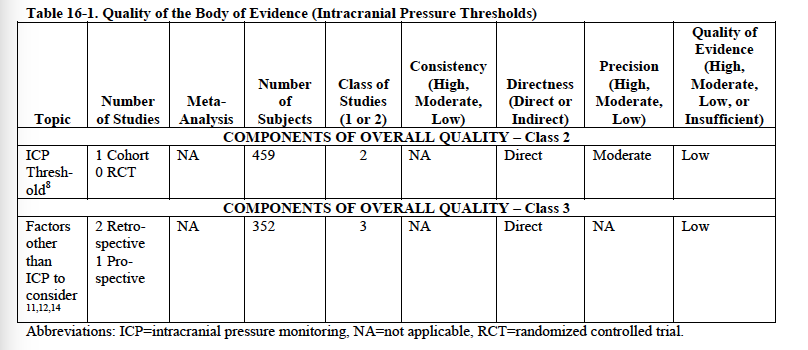 Table 16-1. Quality of the Body of Evidence (Intracranial Pressure Thresholds)
Topic
Number
of Studies
Meta-
Analysis
Number
of
Subjects
Class of
Studies
(1 or 2)
Consistency
(High,
Moderate,
Low)
Directness
(Direct or
Indirect)
Precision
(High,
Moderate,
Low)
Quality of
Evidence
(High,
Moderate,
Low, or
Insufficient)
COMPONENTS OF OVERALL QUALITY – Class 2
ICP
Thresh-
old8
1 Cohort
0 RCT
NA
459
2
NA
Direct
Moderate
Low
COMPONENTS OF OVERALL QUALITY – Class 3
Factors
other
than
ICP to
consider
11,12,14
2 Retro-
spective
1 Pro-
spective
NA
352
3
NA
Direct
NA
Low
Abbreviations: ICP=intracranial pressure monitoring, NA=not applicable, RCT=randomized controlled trial.